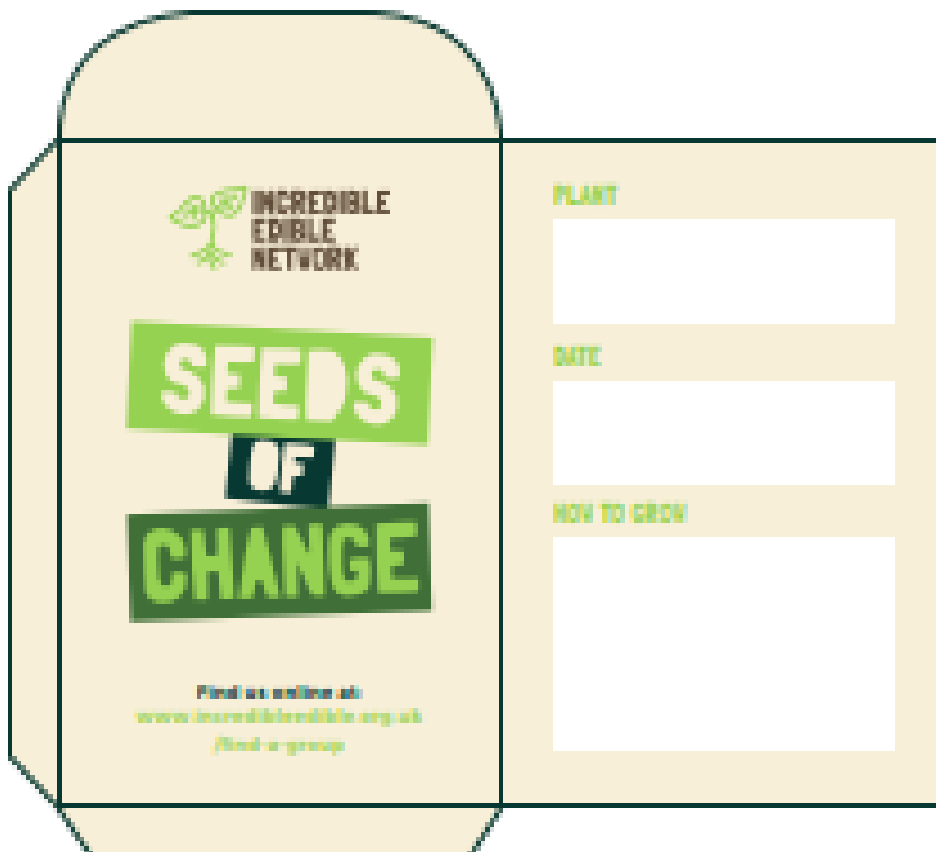 INCREDIBLE
EDIBLE
NETWORK
SEEDS
OF
CHANGE
Find us online at
www.incredibleedible.org.uk
/find-a-group
PLANT
DATE
HOW TO GROW